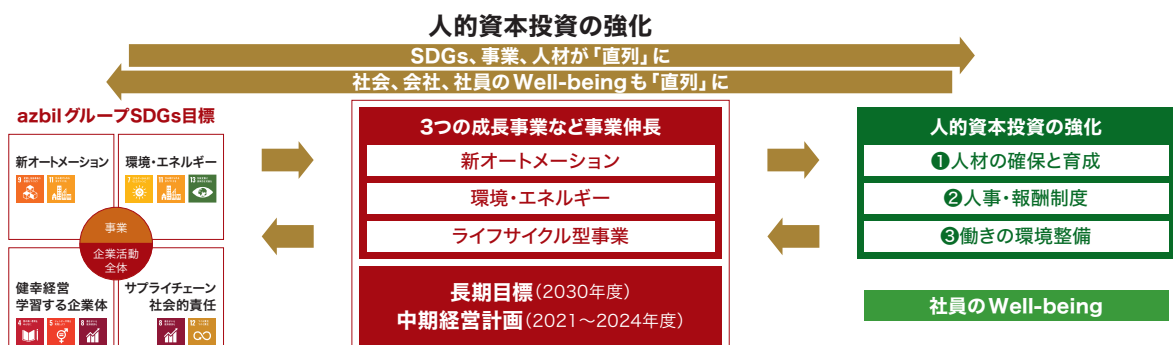 人的資本投資の強化
SDGs、事業、人材が「直列」に
社会、会社、社員のWell-beingも「直列」に
azbilグループSDGs目標
新オートメーション
環境・エネルギー
9
11
7
11
13
事業
企業活動
全体
健幸経営
学習する企業体
サプライチェーン
社会的責任
4
5
8
8
12
3つの成長事業など事業伸長
新オートメーション
環境・エネルギー
ライフサイクル型事業
長期目標(2030年度)
中期経営計画(2021〜2024年度)
人的資本投資の強化
❶人材の確保と育成
❷人事・報酬制度
❸働きの環境整備
社員のWell-being